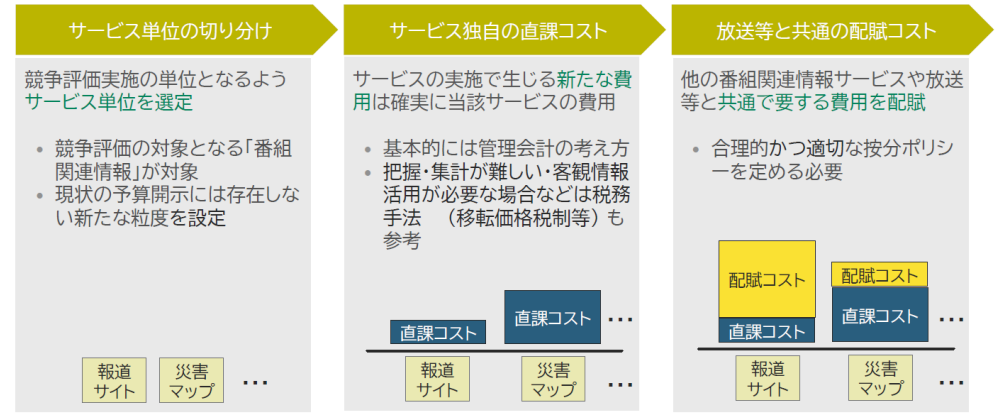 サービス単位の切り分け
競争評価実施の単位となるよう
サービス単位を選定
• 競争評価の対象となる「番組
関連情報」が対象
• 現状の予算開示には存在しな
い新たな粒度を設定
報道
サイト
災害
マップ
…
サービス独自の直課コスト
サービスの実施で生じる新たな費
用は確実に当該サービスの費用
• 基本的には管理会計の考え方
• 把握・集計が難しい・客観情報
活用が必要な場合などは税務
手法　（移転価格税制等）も
参考
直課コスト
直課コスト
…
報道
サイト
災害
マップ
…
放送等と共通の配賦コスト
他の番組関連情報サービスや放送
等と共通で要する費用を配賦
• 合理的かつ適切な按分ポリシ
ーを定める必要
配賦コスト
直課コスト
配賦コスト
直課コスト
…
報道
サイト
災害
マップ
…